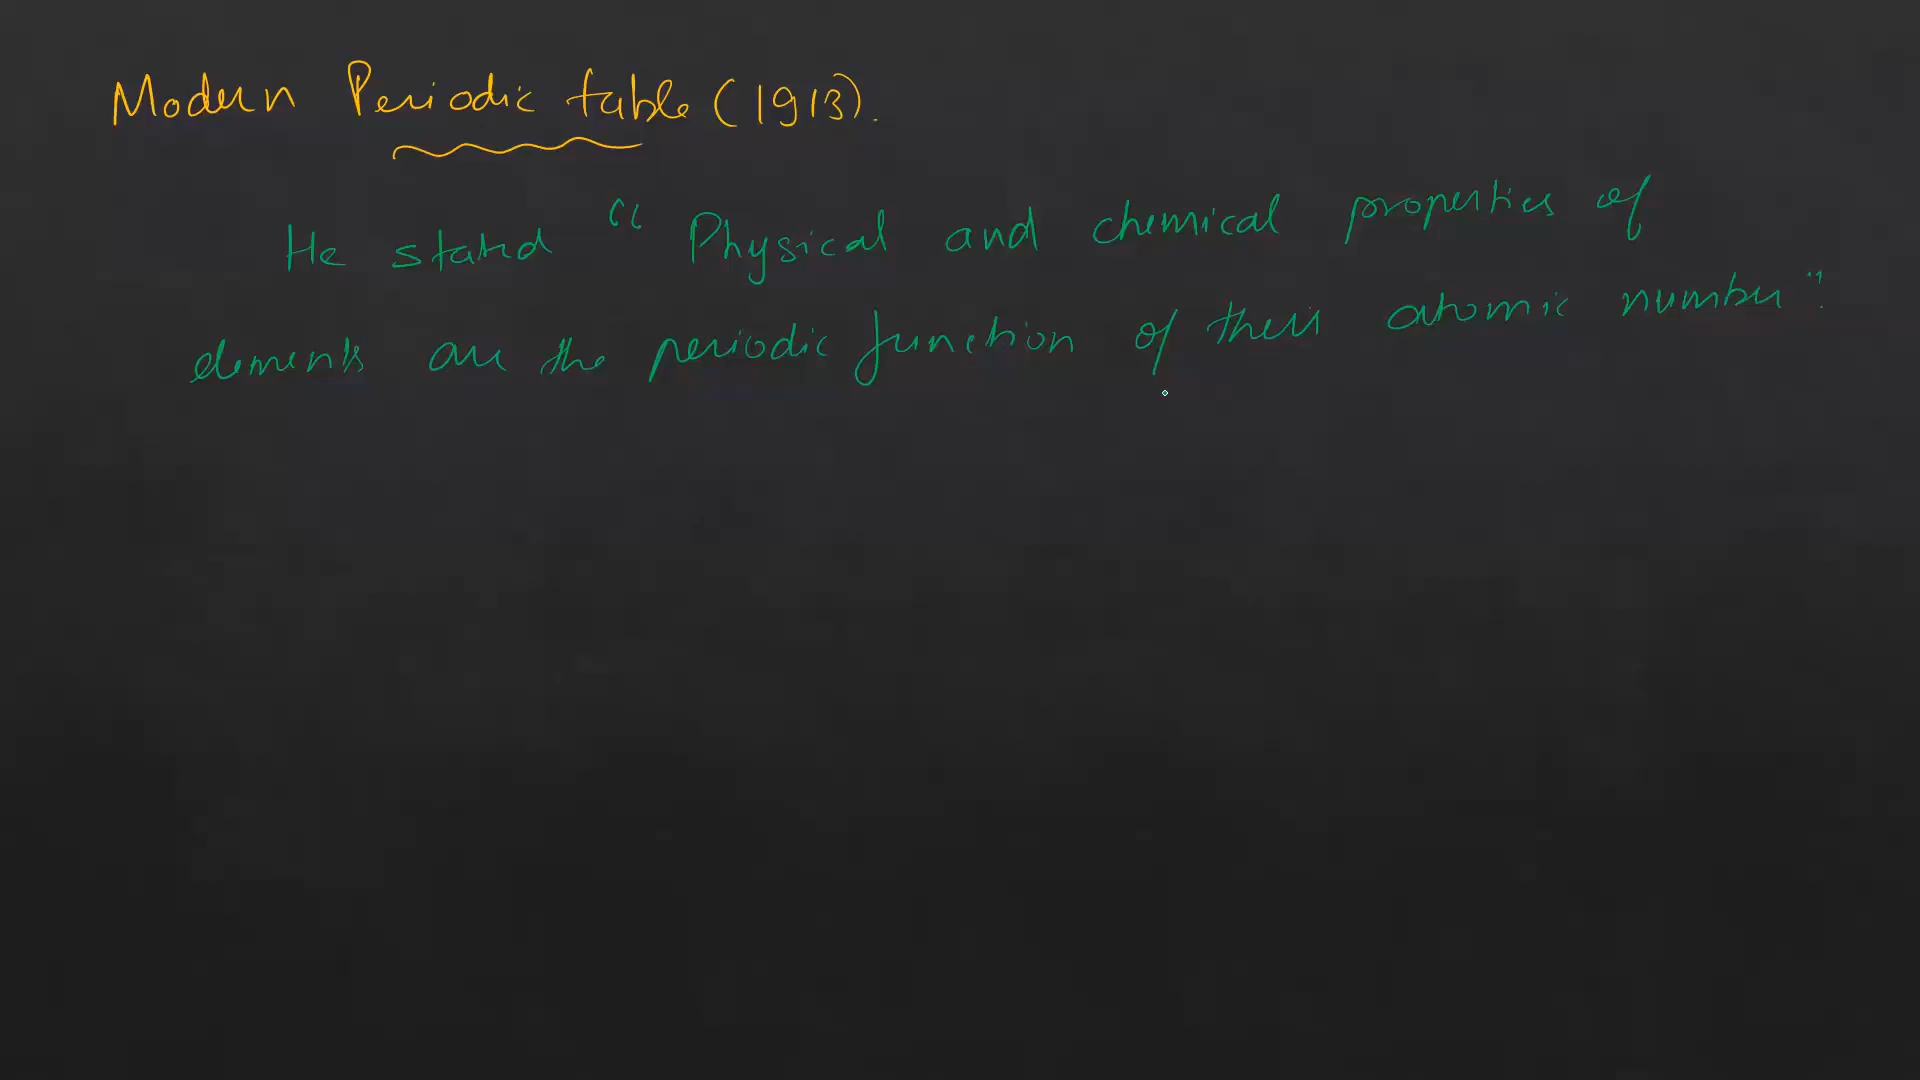 Modern Periodic table (1913).
He stated “ Physical and chemical properties of
elements are the periodic function of their atomic number ”.